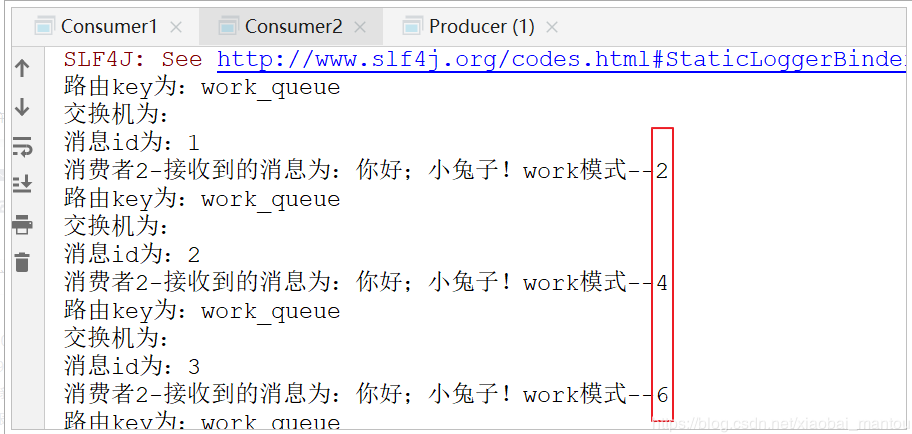 Consumer1 Consumer2 Producer (1)
SLF4J: See http://www.slf4j.org/codes.html#StaticLoggerBinde
路由key为：work_queue
交换机为：
消息id为：1
消费者2-接收到的消息为：你好；小兔子！work模式--2
路由key为：work_queue
交换机为：
消息id为：2
消费者2-接收到的消息为：你好；小兔子！work模式--4
路由key为：work_queue
交换机为：
消息id为：3
消费者2-接收到的消息为：你好；小兔子！work模式--6
路由key为：work_queue
https://blog.csdn.net/xiaobai_mantou